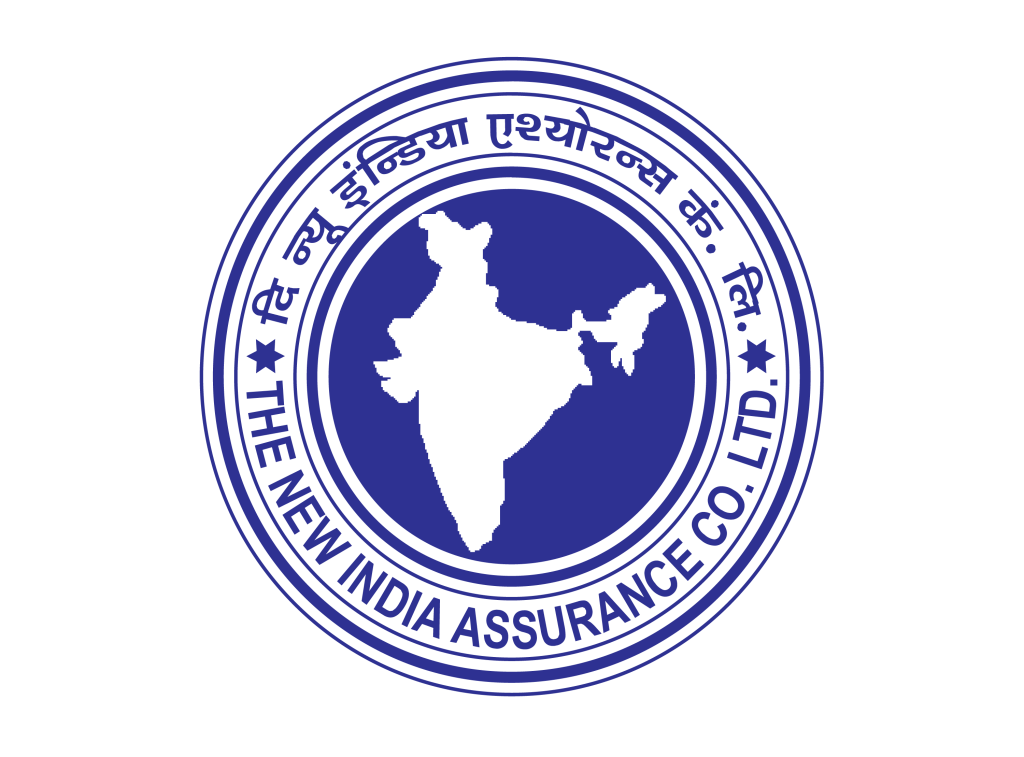 दि न्यू इंन्डिया एश्योरन्स कं. लि.
THE NEW INDIA ASSURANCE CO. LTD.